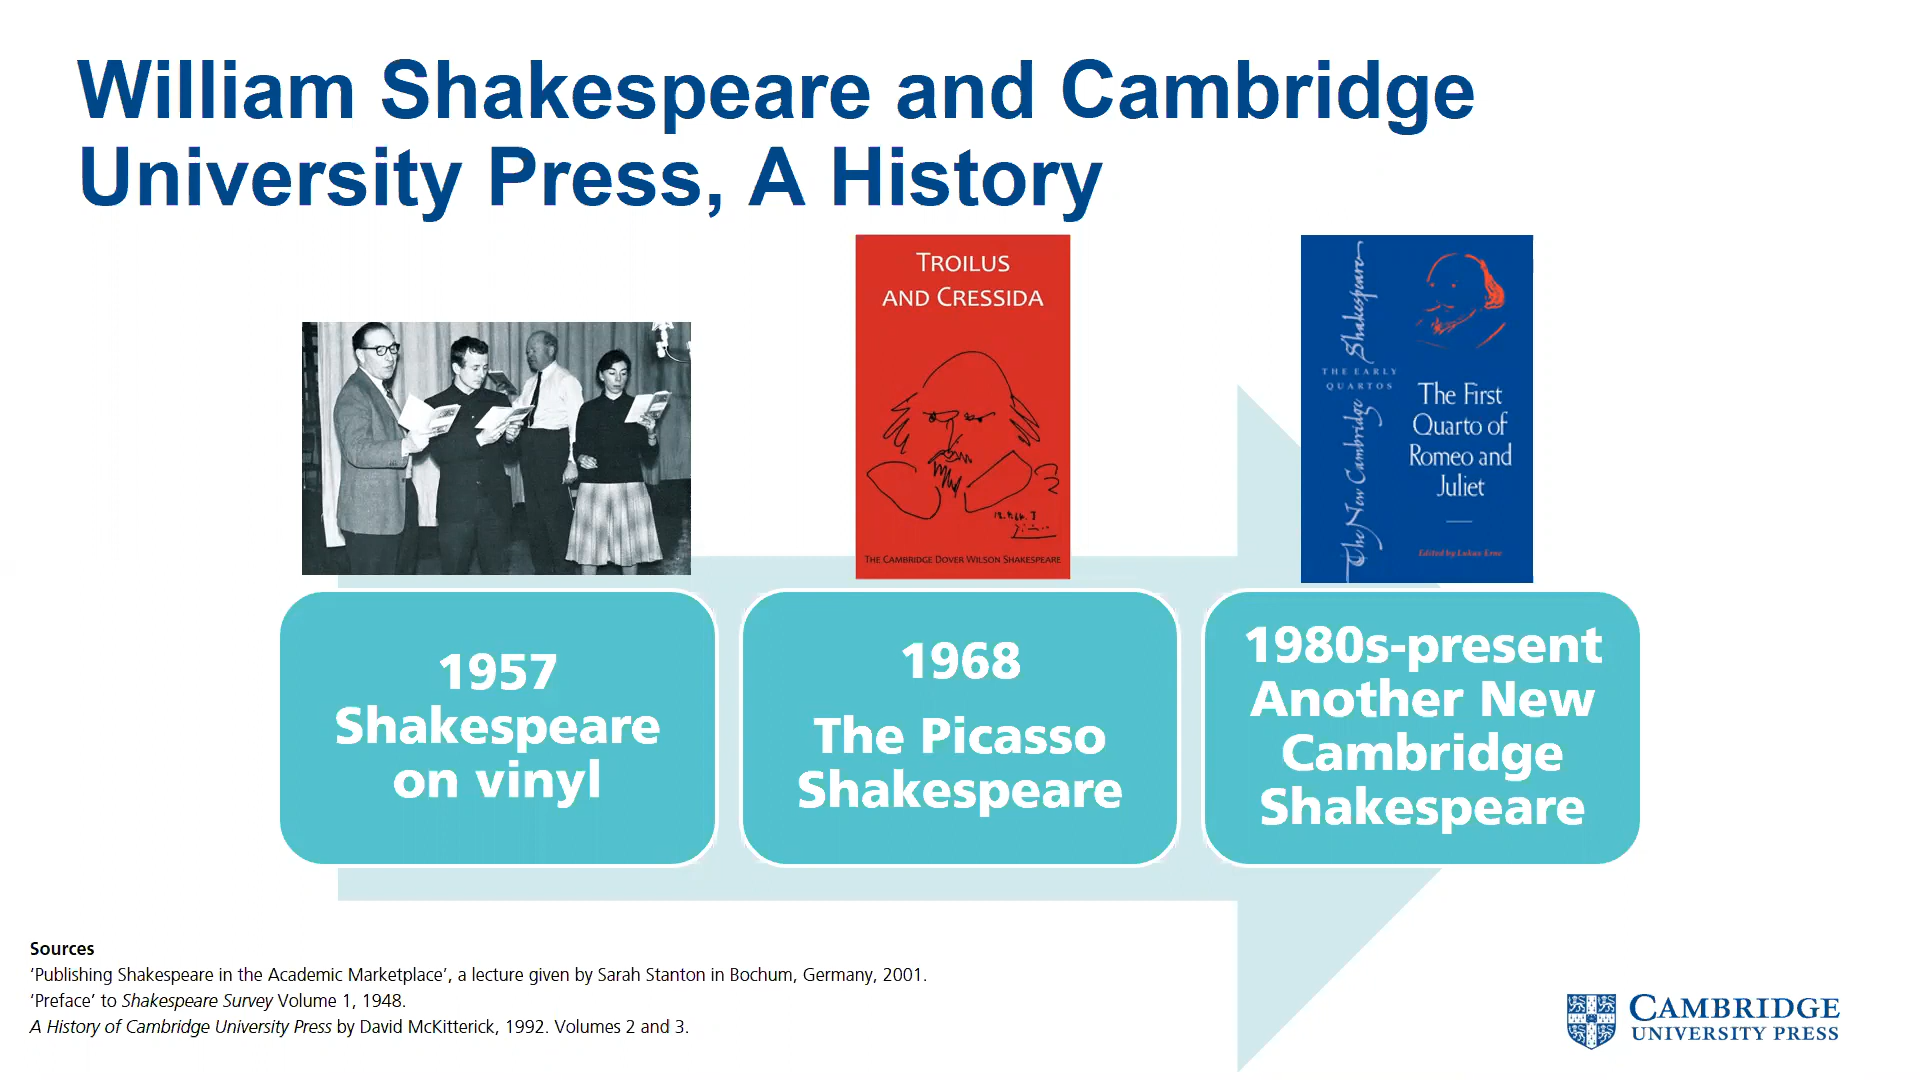 William Shakespeare and Cambridge
University Press, A History
TROILUS
AND CRESSIDA
THE CAMBRIDGE DOVER WILSON SHAKESPEARE
The New Cambridge Shakespeare
THE EARLY
QUARTOS
The First
Quarto of
Romeo and
Juliet
Edited by Lukas Erne
1957
Shakespeare
on vinyl
1968
The Picasso
Shakespeare
1980s-present
Another New
Cambridge
Shakespeare
Sources
‘Publishing Shakespeare in the Academic Marketplace’, a lecture given by Sarah Stanton in Bochum, Germany, 2001.
‘Preface’ to Shakespeare Survey Volume 1, 1948.
A History of Cambridge University Press by David McKitterick, 1992. Volumes 2 and 3.
CAMBRIDGE
UNIVERSITY PRESS